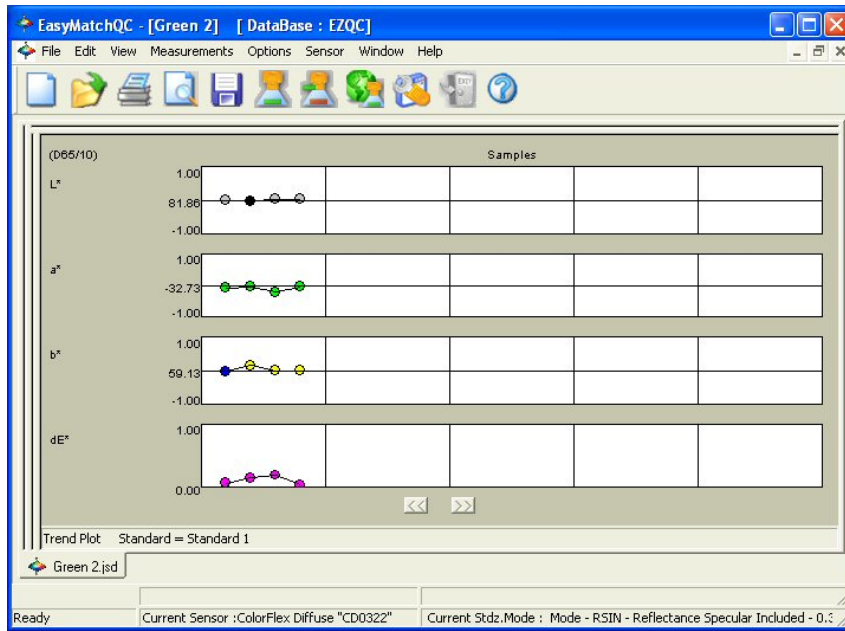 EasyMatchQC - [Green 2] [ DataBase : EZQC]
File Edit View Measurements Options Sensor Window Help
(D65/10) Samples
L*
1.00
81.86
-1.00
a*
1.00
-32.73
-1.00
b*
1.00
59.13
-1.00
dE*
1.00
0.00
<< >>
Trend Plot Standard = Standard 1
Green 2.jsd
Ready Current Sensor :ColorFlex Diffuse "CD0322" Current Stdz.Mode : Mode - RSIN - Reflectance Specular Included - 0.3